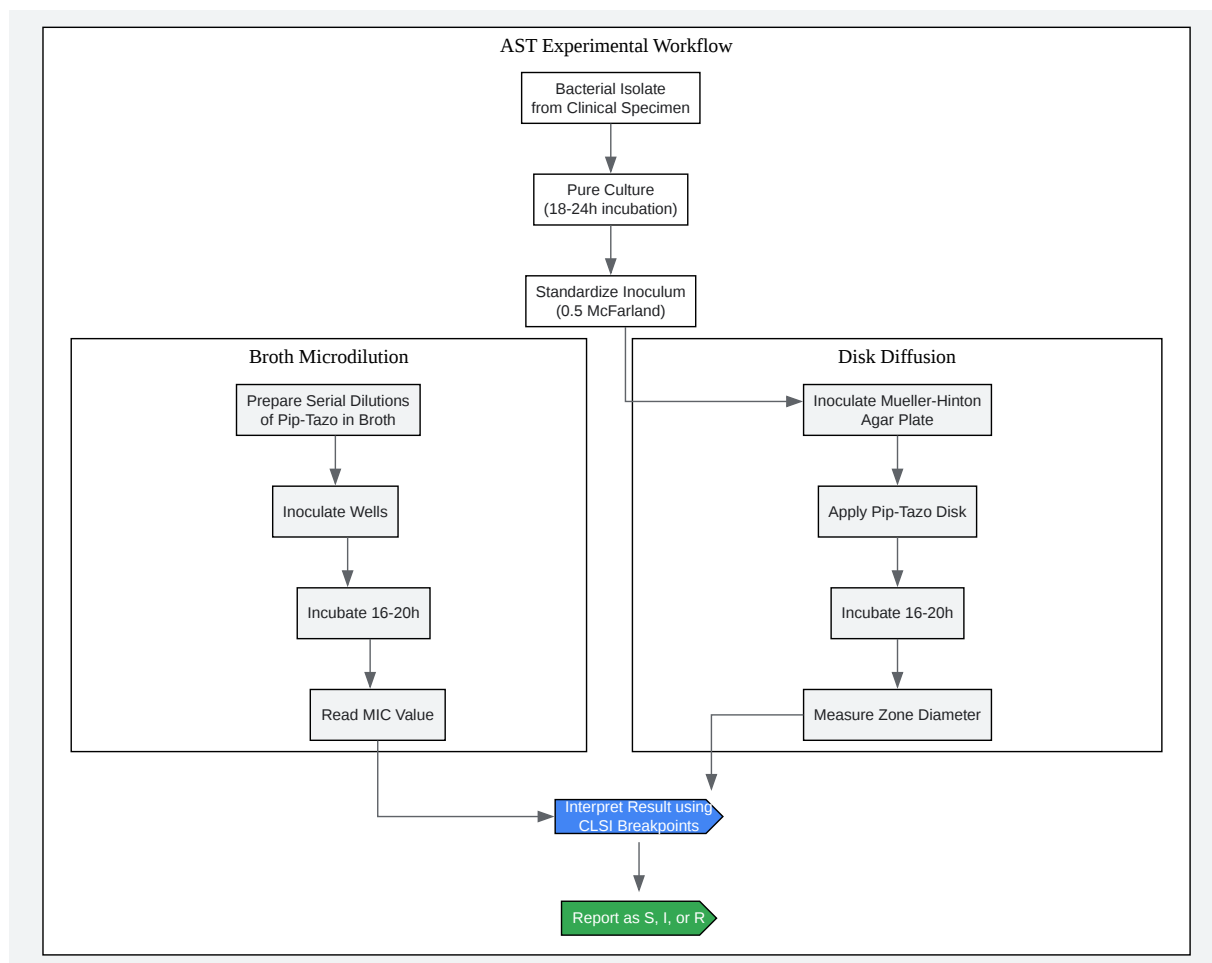 AST Experimental Workflow
Bacterial Isolate
from Clinical Specimen
Pure Culture
(18-24h incubation)
Standardize Inoculum
(0.5 McFarland)
Broth Microdilution
Prepare Serial Dilutions
of Pip-Tazo in Broth
Inoculate Wells
Incubate 16-20h
Read MIC Value
Disk Diffusion
Inoculate Mueller-Hinton
Agar Plate
Apply Pip-Tazo Disk
Incubate 16-20h
Measure Zone Diameter
Interpret Result using
CLSI Breakpoints
Report as S, I, or R